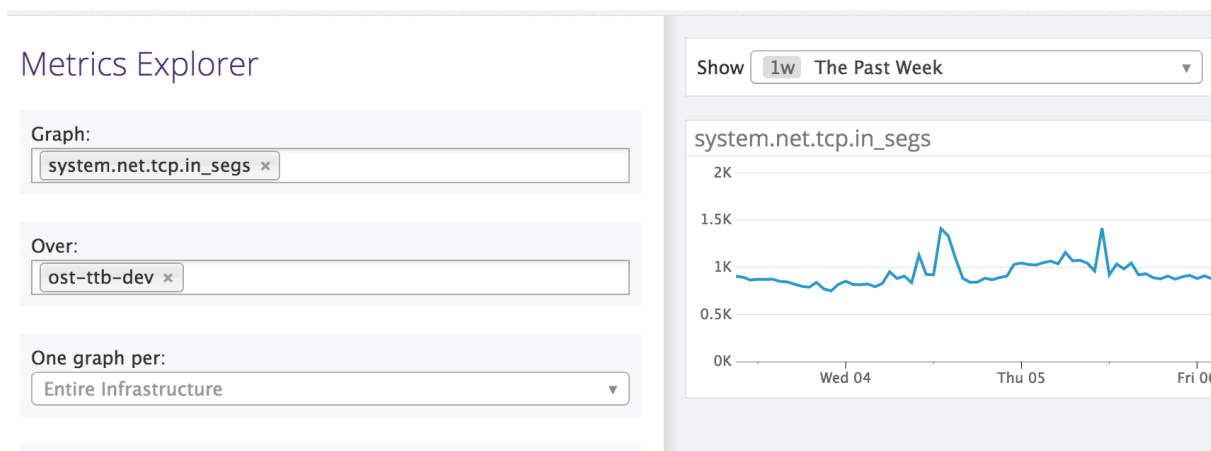 Metrics Explorer
Graph:
system.net.tcp.in_segs ×
Over:
ost-ttb-dev ×
One graph per:
Entire Infrastructure ▼
Show 1w The Past Week ▼
system.net.tcp.in_segs
2K
1.5K
1K
0.5K
0K
Wed 04 Thu 05 Fri